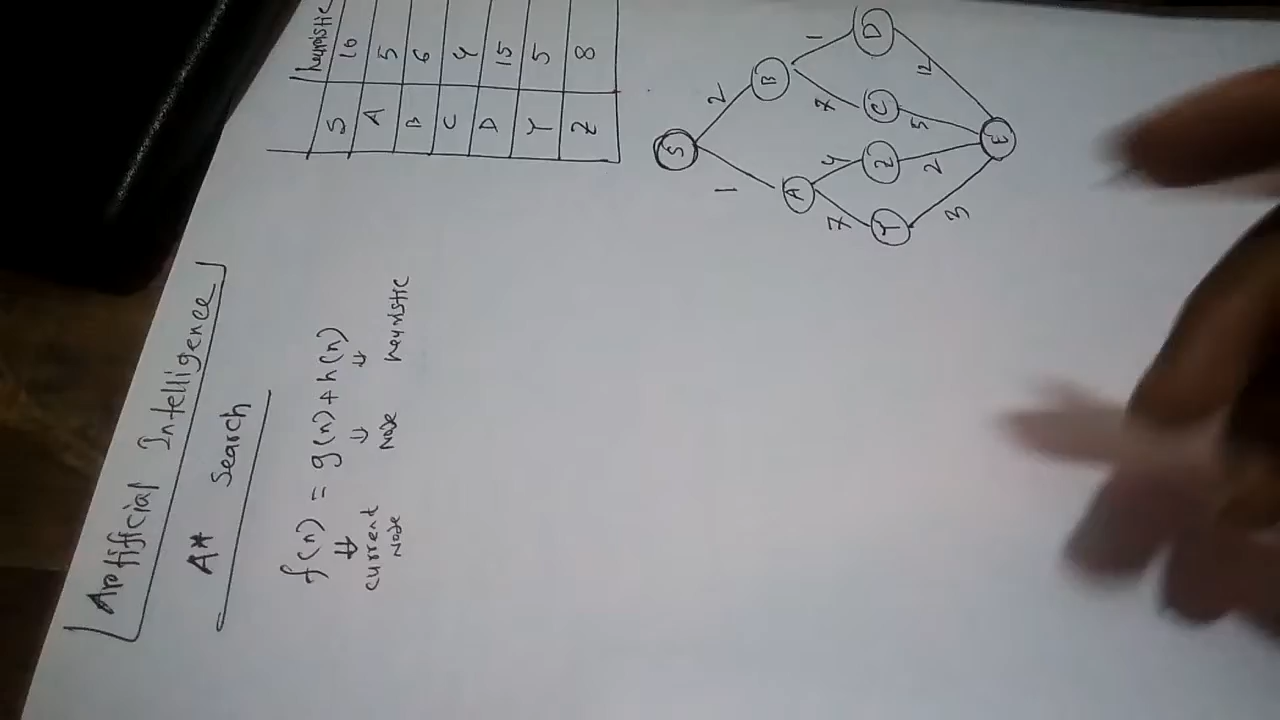 Artifficial Intelligence
A* Search
f(n) = g(n) + h(n)
current Node
Node
heuristic
heuristic
S 10
A 5
B 6
C 4
D 15
Y 5
Z 8
S
1
2
A
B
7
4
7
1
Y
Z
C
D
3
2
5
12
E